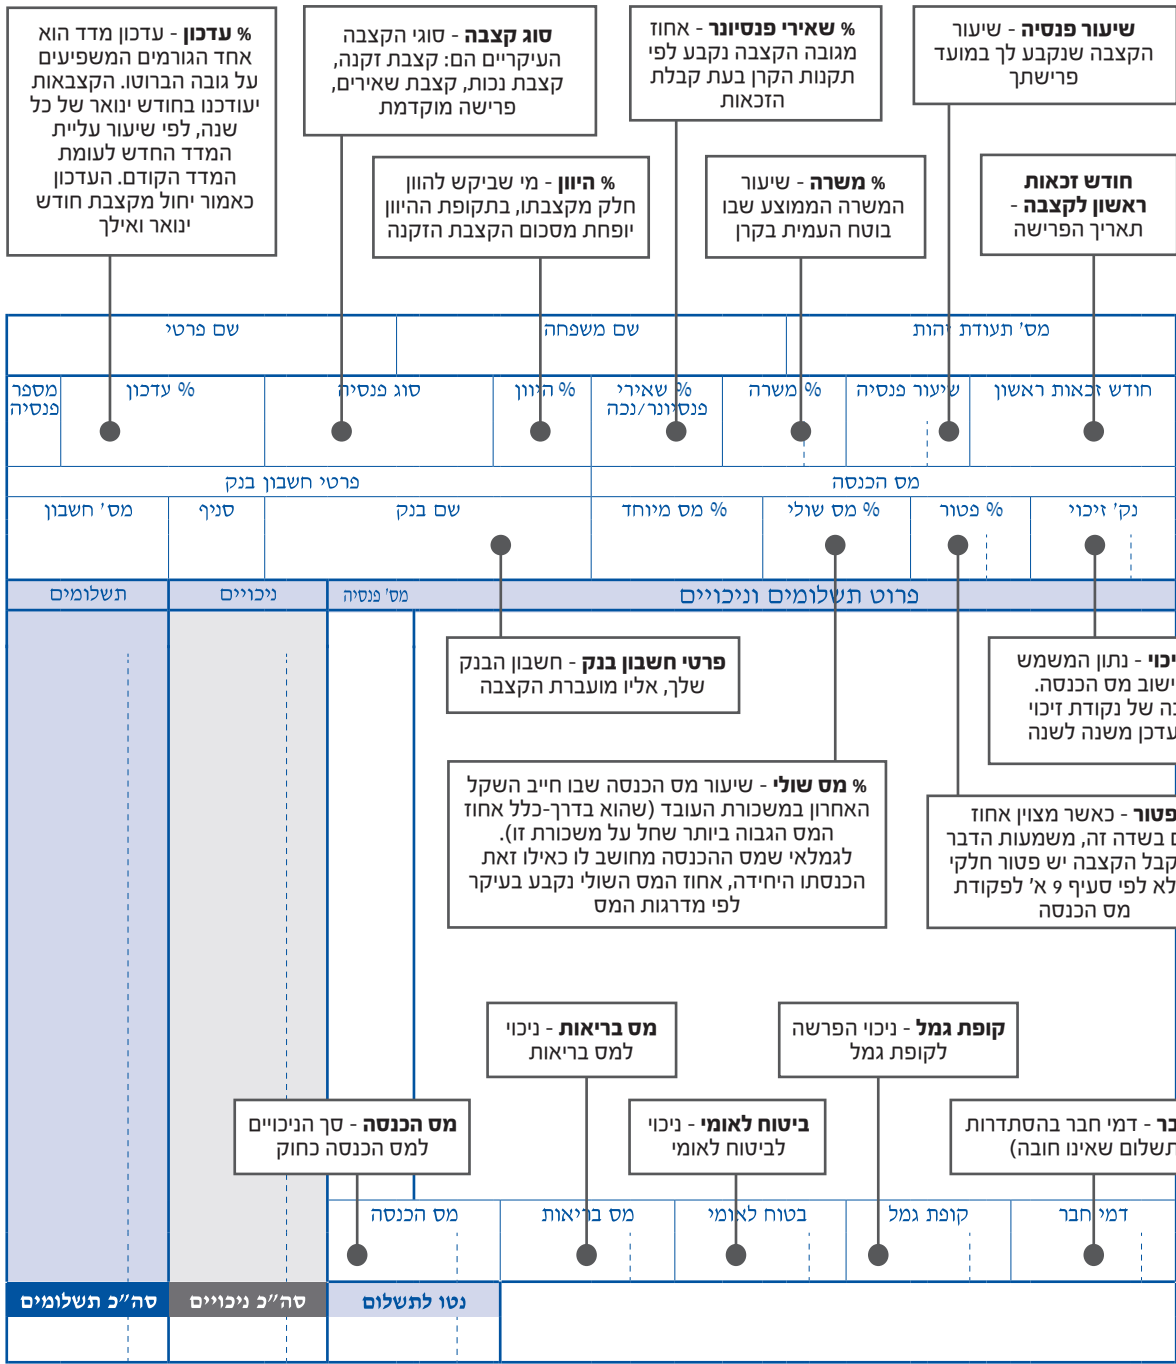 שיעור פנסיה - שיעור
הקצבה שנקבע לך במועד
פרישתך
% שאירי פנסיונר - אחוז
מגובה הקצבה נקבע לפי
תקנות הקרן בעת קבלת
הזכאות
סוג קצבה - סוגי הקצבה
העיקריים הם: קצבת זקנה,
קצבת נכות, קצבת שאירים,
פרישה מוקדמת
% עדכון - עדכון מדד הוא
אחד הגורמים המשפיעים
על גובה הברוטו. הקצבאות
יעודכנו בחודש ינואר של כל
שנה, לפי שיעור עליית
המדד החדש לעומת
המדד הקודם. העדכון
כאמור יחול מקצבת חודש
ינואר ואילך
חודש זכאות
ראשון לקצבה -
תאריך הפרישה
% משרה - שיעור
המשרה הממוצע שבו
בוטח העמית בקרן
% היוון - מי שביקש להוון
חלק מקצבתו, בתקופת ההיוון
יופחת מסכום הקצבת הזקנה
מס' תעודת זהות
שם משפחה
שם פרטי
חודש זכאות ראשון
שיעור פנסיה
% משרה
% שאירי
פנסיונר/נכה
% היוון
סוג פנסיה
% עדכון
מספר
פנסיה
מס הכנסה
פרטי חשבון בנק
נק' זיכוי
% פטור
% מס שולי
% מס מיוחד
שם בנק
סניף
מס' חשבון
פרוט תשלומים וניכויים
מס' פנסיה
ניכויים
תשלומים
פרטי חשבון בנק - חשבון הבנק
שלך, אליו מועברת הקצבה
יכוי - נתון המשמש
ישוב מס הכנסה.
ה של נקודת זיכוי
עדכן משנה לשנה
% מס שולי - שיעור מס הכנסה שבו חייב השקל
האחרון במשכורת העובד (שהוא בדרך-כלל אחוז
המס הגבוה ביותר שחל על משכורת זו).
לגמלאי שמס ההכנסה מחושב לו כאילו זאת
הכנסתו היחידה, אחוז המס השולי נקבע בעיקר
לפי מדרגות המס
פטור - כאשר מצוין אחוז
ם בשדה זה, משמעות הדבר
קבל הקצבה יש פטור חלקי
לא לפי סעיף 9 א' לפקודת
מס הכנסה
קופת גמל - ניכוי הפרשה
לקופת גמל
מס בריאות - ניכוי
למס בריאות
בר - דמי חבר בהסתדרות
תשלום שאינו חובה)
ביטוח לאומי - ניכוי
לביטוח לאומי
מס הכנסה - סך הניכויים
למס הכנסה כחוק
דמי חבר
קופת גמל
בטוח לאומי
מס בריאות
מס הכנסה
נטו לתשלום
סה"כ ניכויים
סה"כ תשלומים